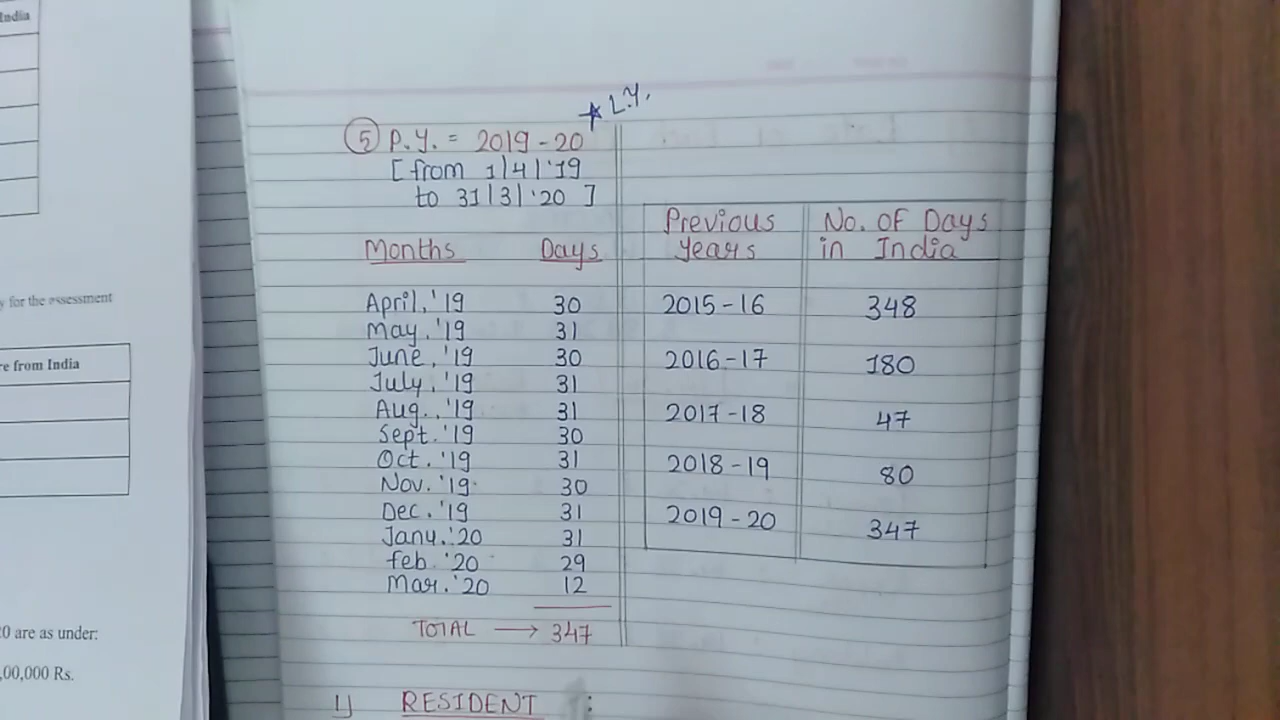 India
y for the assessment
re from India
0 are as under:
,00,000 Rs.
★ L.Y.
⑤ P.Y. = 2019-20
[from 1/4/'19
to 31/3/'20]
Months Days
April,'19 30
May.'19 31
June,'19 30
July,'19 31
Aug.,'19 31
Sept.'19 30
Oct.'19 31
Nov.'19 30
Dec.'19 31
Janu.'20 31
feb.'20 29
Mar.'20 12
TOTAL → 347
Previous Years No. of Days in India
2015-16 348
2016-17 180
2017-18 47
2018-19 80
2019-20 347
1) RESIDENT :